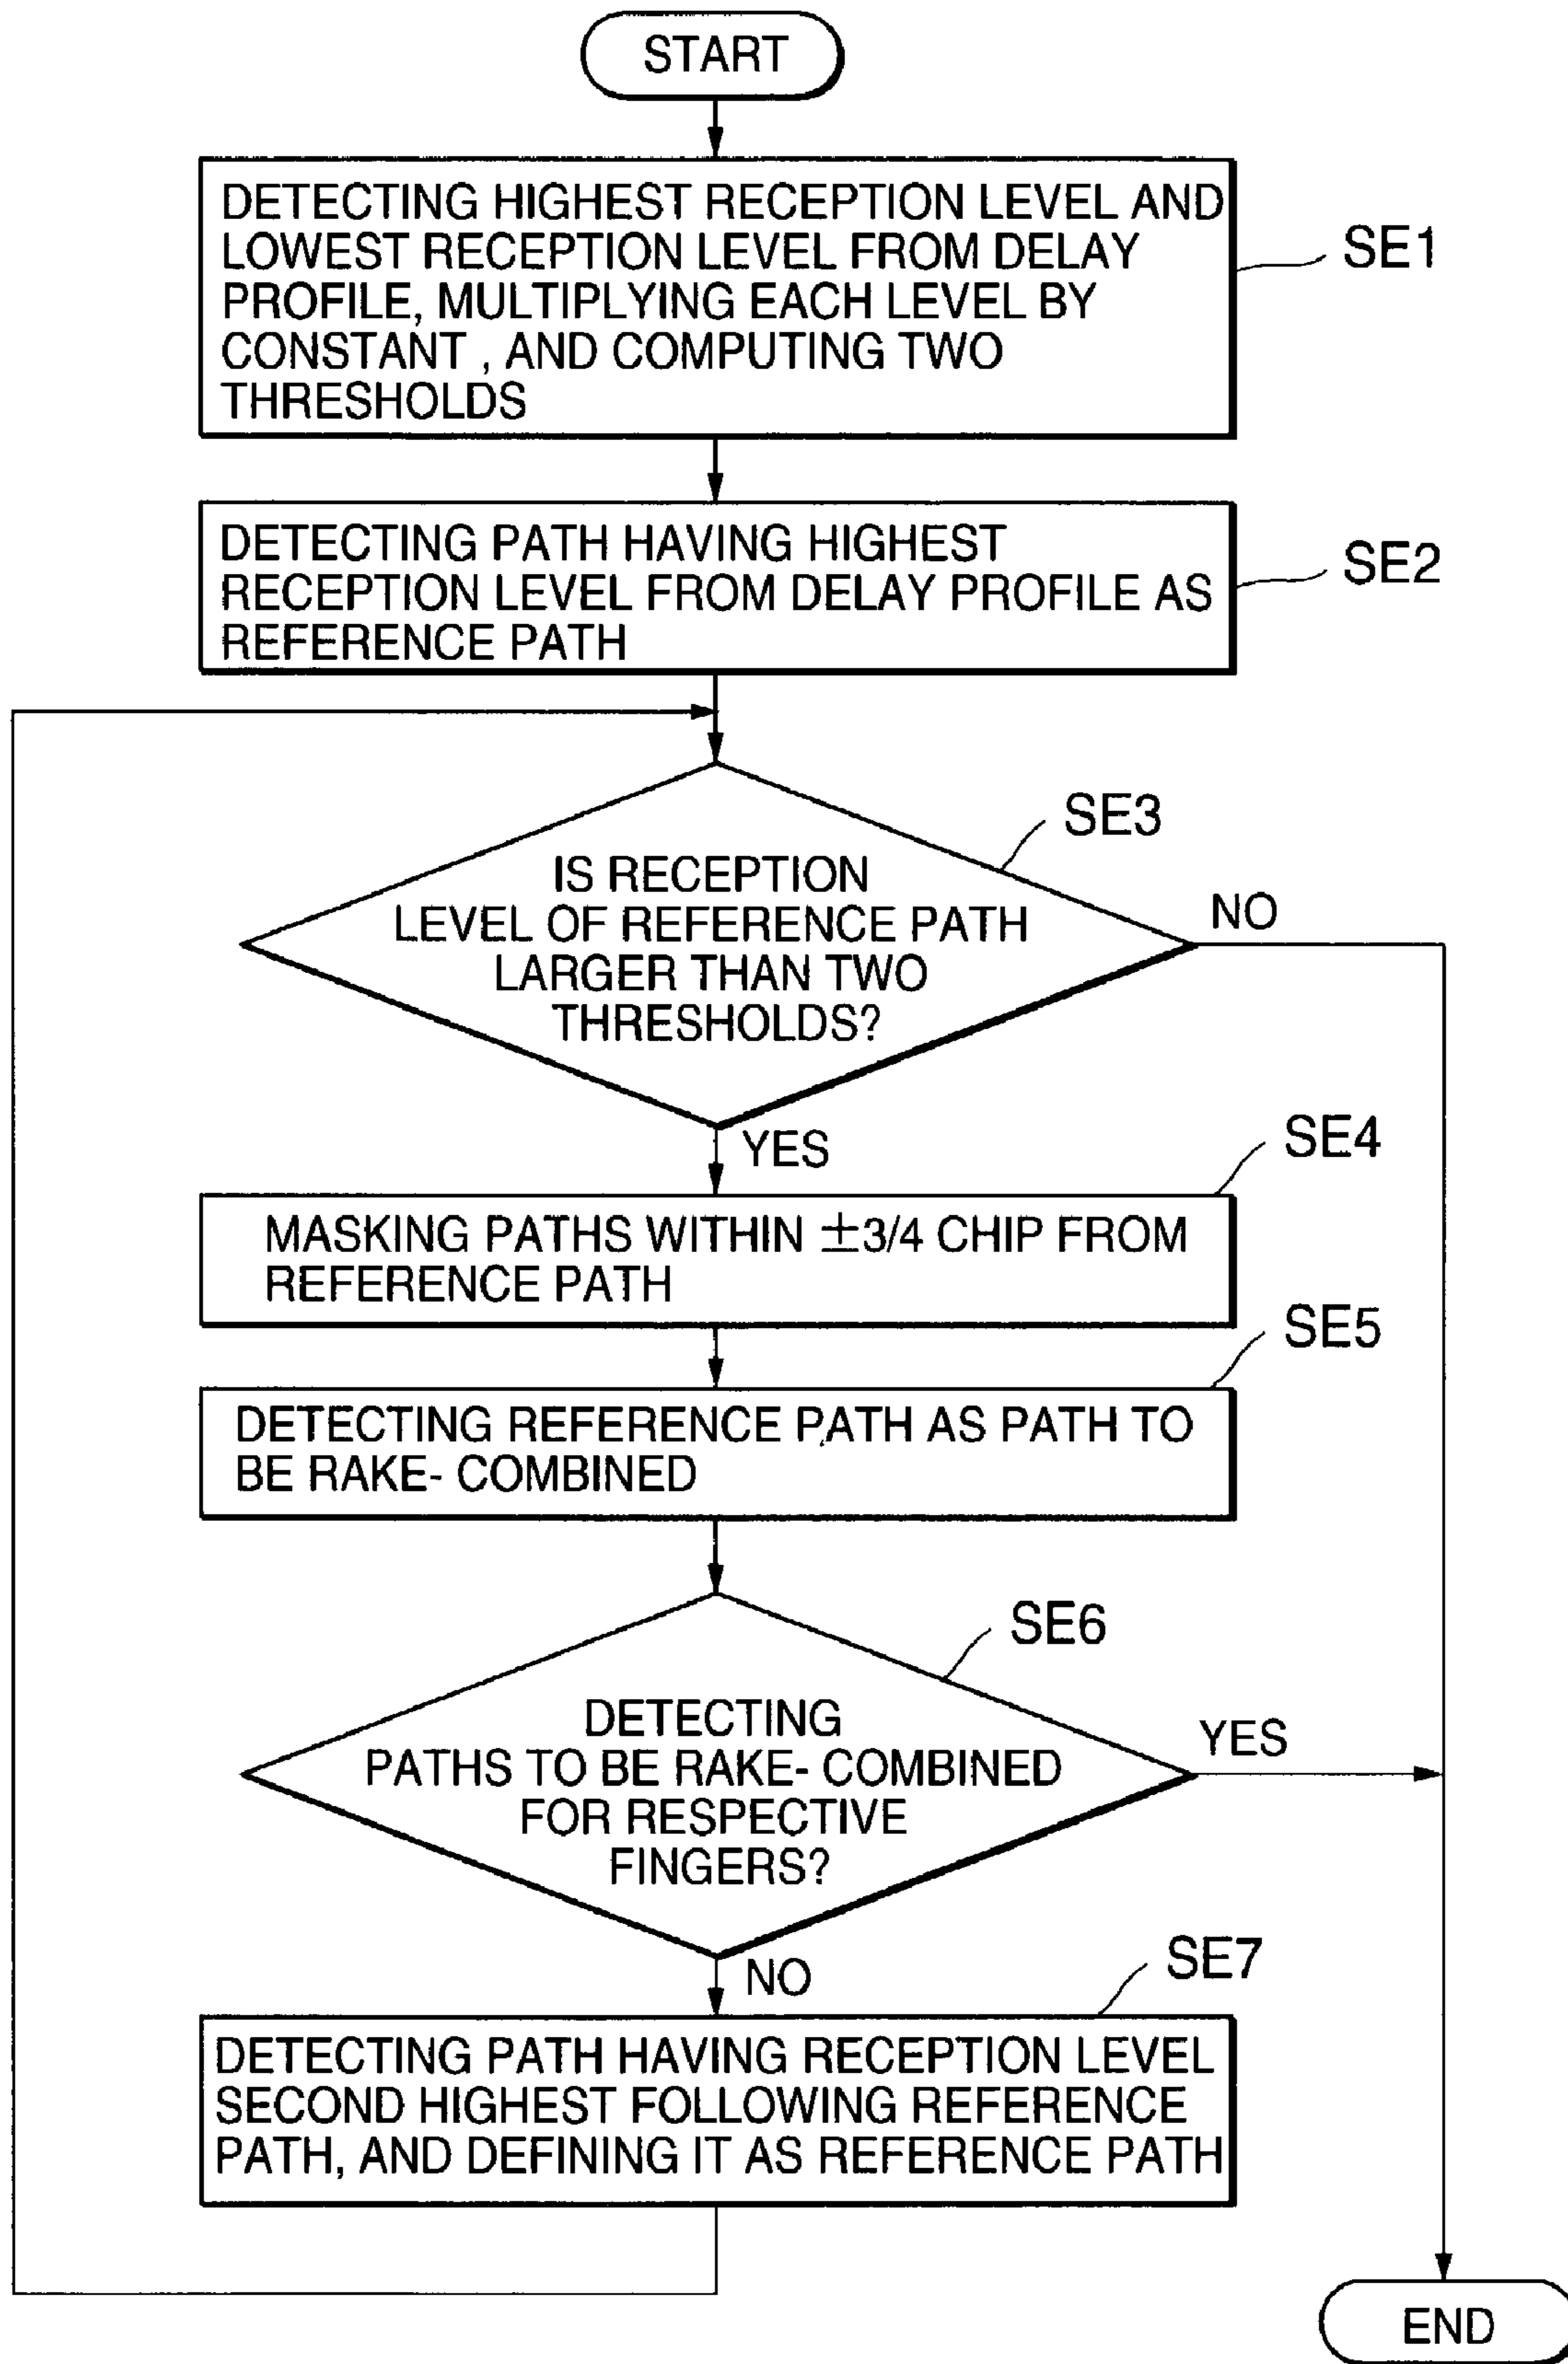 START
DETECTING HIGHEST RECEPTION LEVEL AND
LOWEST RECEPTION LEVEL FROM DELAY
PROFILE, MULTIPLYING EACH LEVEL BY
CONSTANT , AND COMPUTING TWO
THRESHOLDS
SE1
DETECTING PATH HAVING HIGHEST
RECEPTION LEVEL FROM DELAY PROFILE AS
REFERENCE PATH
SE2
SE3
IS RECEPTION
LEVEL OF REFERENCE PATH
LARGER THAN TWO
THRESHOLDS?
NO
YES
SE4
MASKING PATHS WITHIN ±3/4 CHIP FROM
REFERENCE PATH
SE5
DETECTING REFERENCE PATH AS PATH TO
BE RAKE- COMBINED
SE6
DETECTING
PATHS TO BE RAKE- COMBINED
FOR RESPECTIVE
FINGERS?
YES
NO
SE7
DETECTING PATH HAVING RECEPTION LEVEL
SECOND HIGHEST FOLLOWING REFERENCE
PATH, AND DEFINING IT AS REFERENCE PATH
END